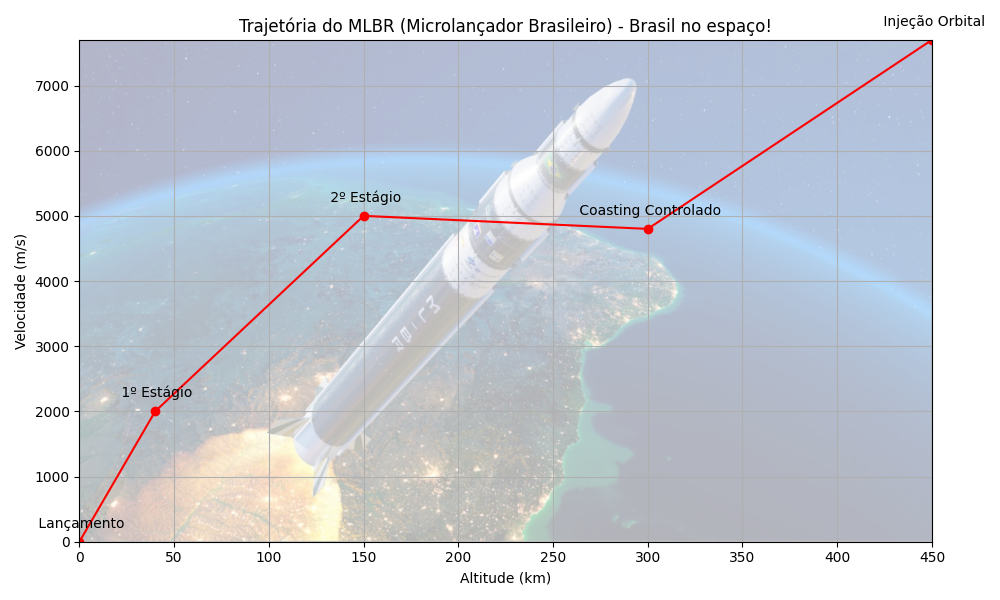 Trajetória do MLBR (Microlançador Brasileiro) - Brasil no espaço!
Injeção Orbital
7000
6000
2º Estágio
5000
Coasting Controlado
4000
Velocidade (m/s)
3000
1º Estágio
2000
1000
Lançamento
0
0 50 100 150 200 250 300 350 400 450
Altitude (km)